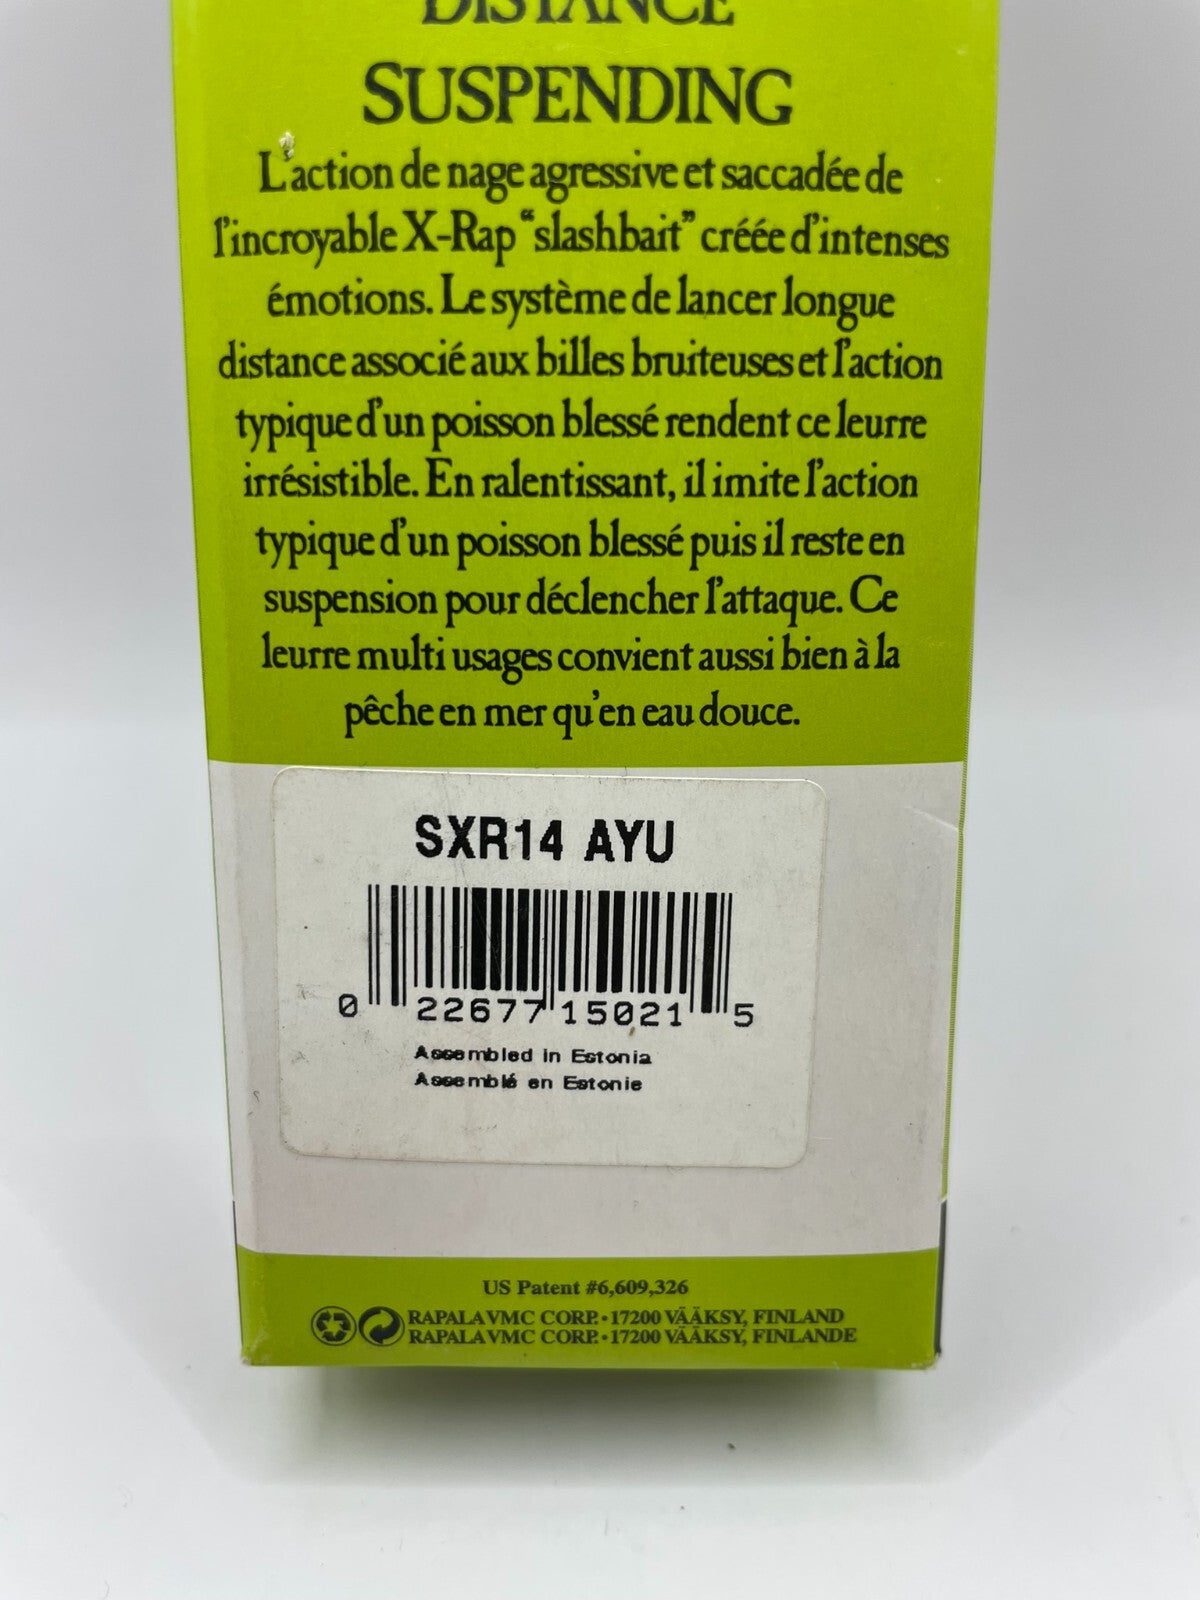 DISTANCE
SUSPENDING
L'action de nage agressive et saccadée de
l'incroyable X-Rap “slashbait” créée d'intenses
émotions. Le système de lancer longue
distance associé aux billes bruiteuses et l'action
typique d'un poisson blessé rendent ce leurre
irrésistible. En ralentissant, il imite l'action
typique d'un poisson blessé puis il reste en
suspension pour déclencher l'attaque. Ce
leurre multi usages convient aussi bien à la
pêche en mer qu'en eau douce.
SXR14 AYU
0 22677 15021 5
Assembled in Estonia
Assemblé en Estonie
US Patent #6,609,326
RAPALA VMC CORP. • 17200 VÄÄKSY, FINLAND
RAPALA VMC CORP. • 17200 VÄÄKSY, FINLANDE